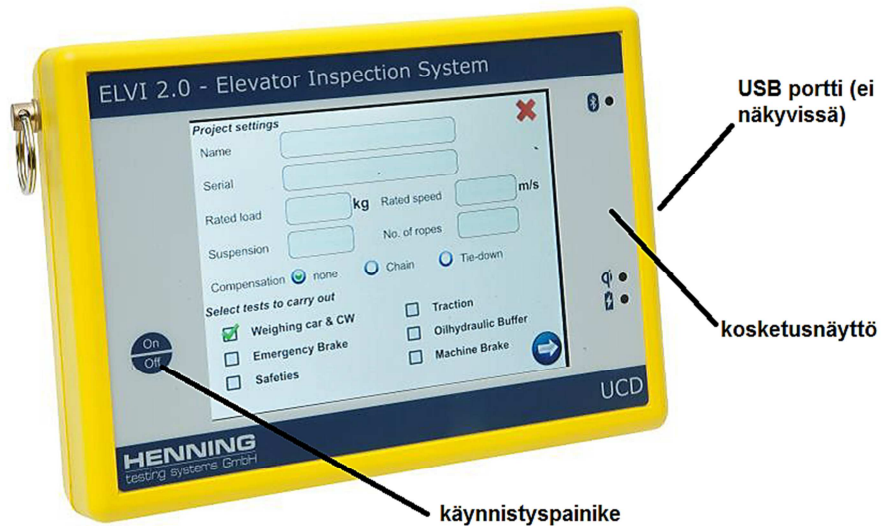 ELVI 2.0 - Elevator Inspection System
Project settings
Name
Serial
Rated load kg Rated speed m/s
Suspension No. of ropes
Compensation none Chain Tie-down
Select tests to carry out
Weighing car & CW Traction
Emergency Brake Oilhydraulic Buffer
Safeties Machine Brake
On
Off
UCD
HENNING
testing systems GmbH
USB portti (ei
näkyvissä)
kosketusnäyttö
käynnistyspainike